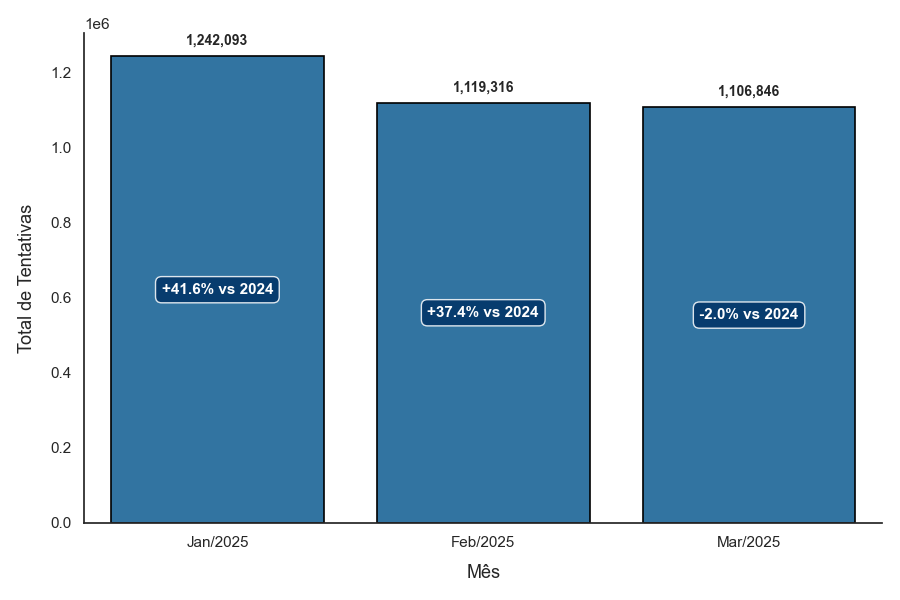 1e6
1,242,093
1,119,316
1,106,846
1.2
1.0
0.8
0.6
0.4
0.2
0.0
Total de Tentativas
+41.6% vs 2024
+37.4% vs 2024
-2.0% vs 2024
Jan/2025
Feb/2025
Mar/2025
Mês